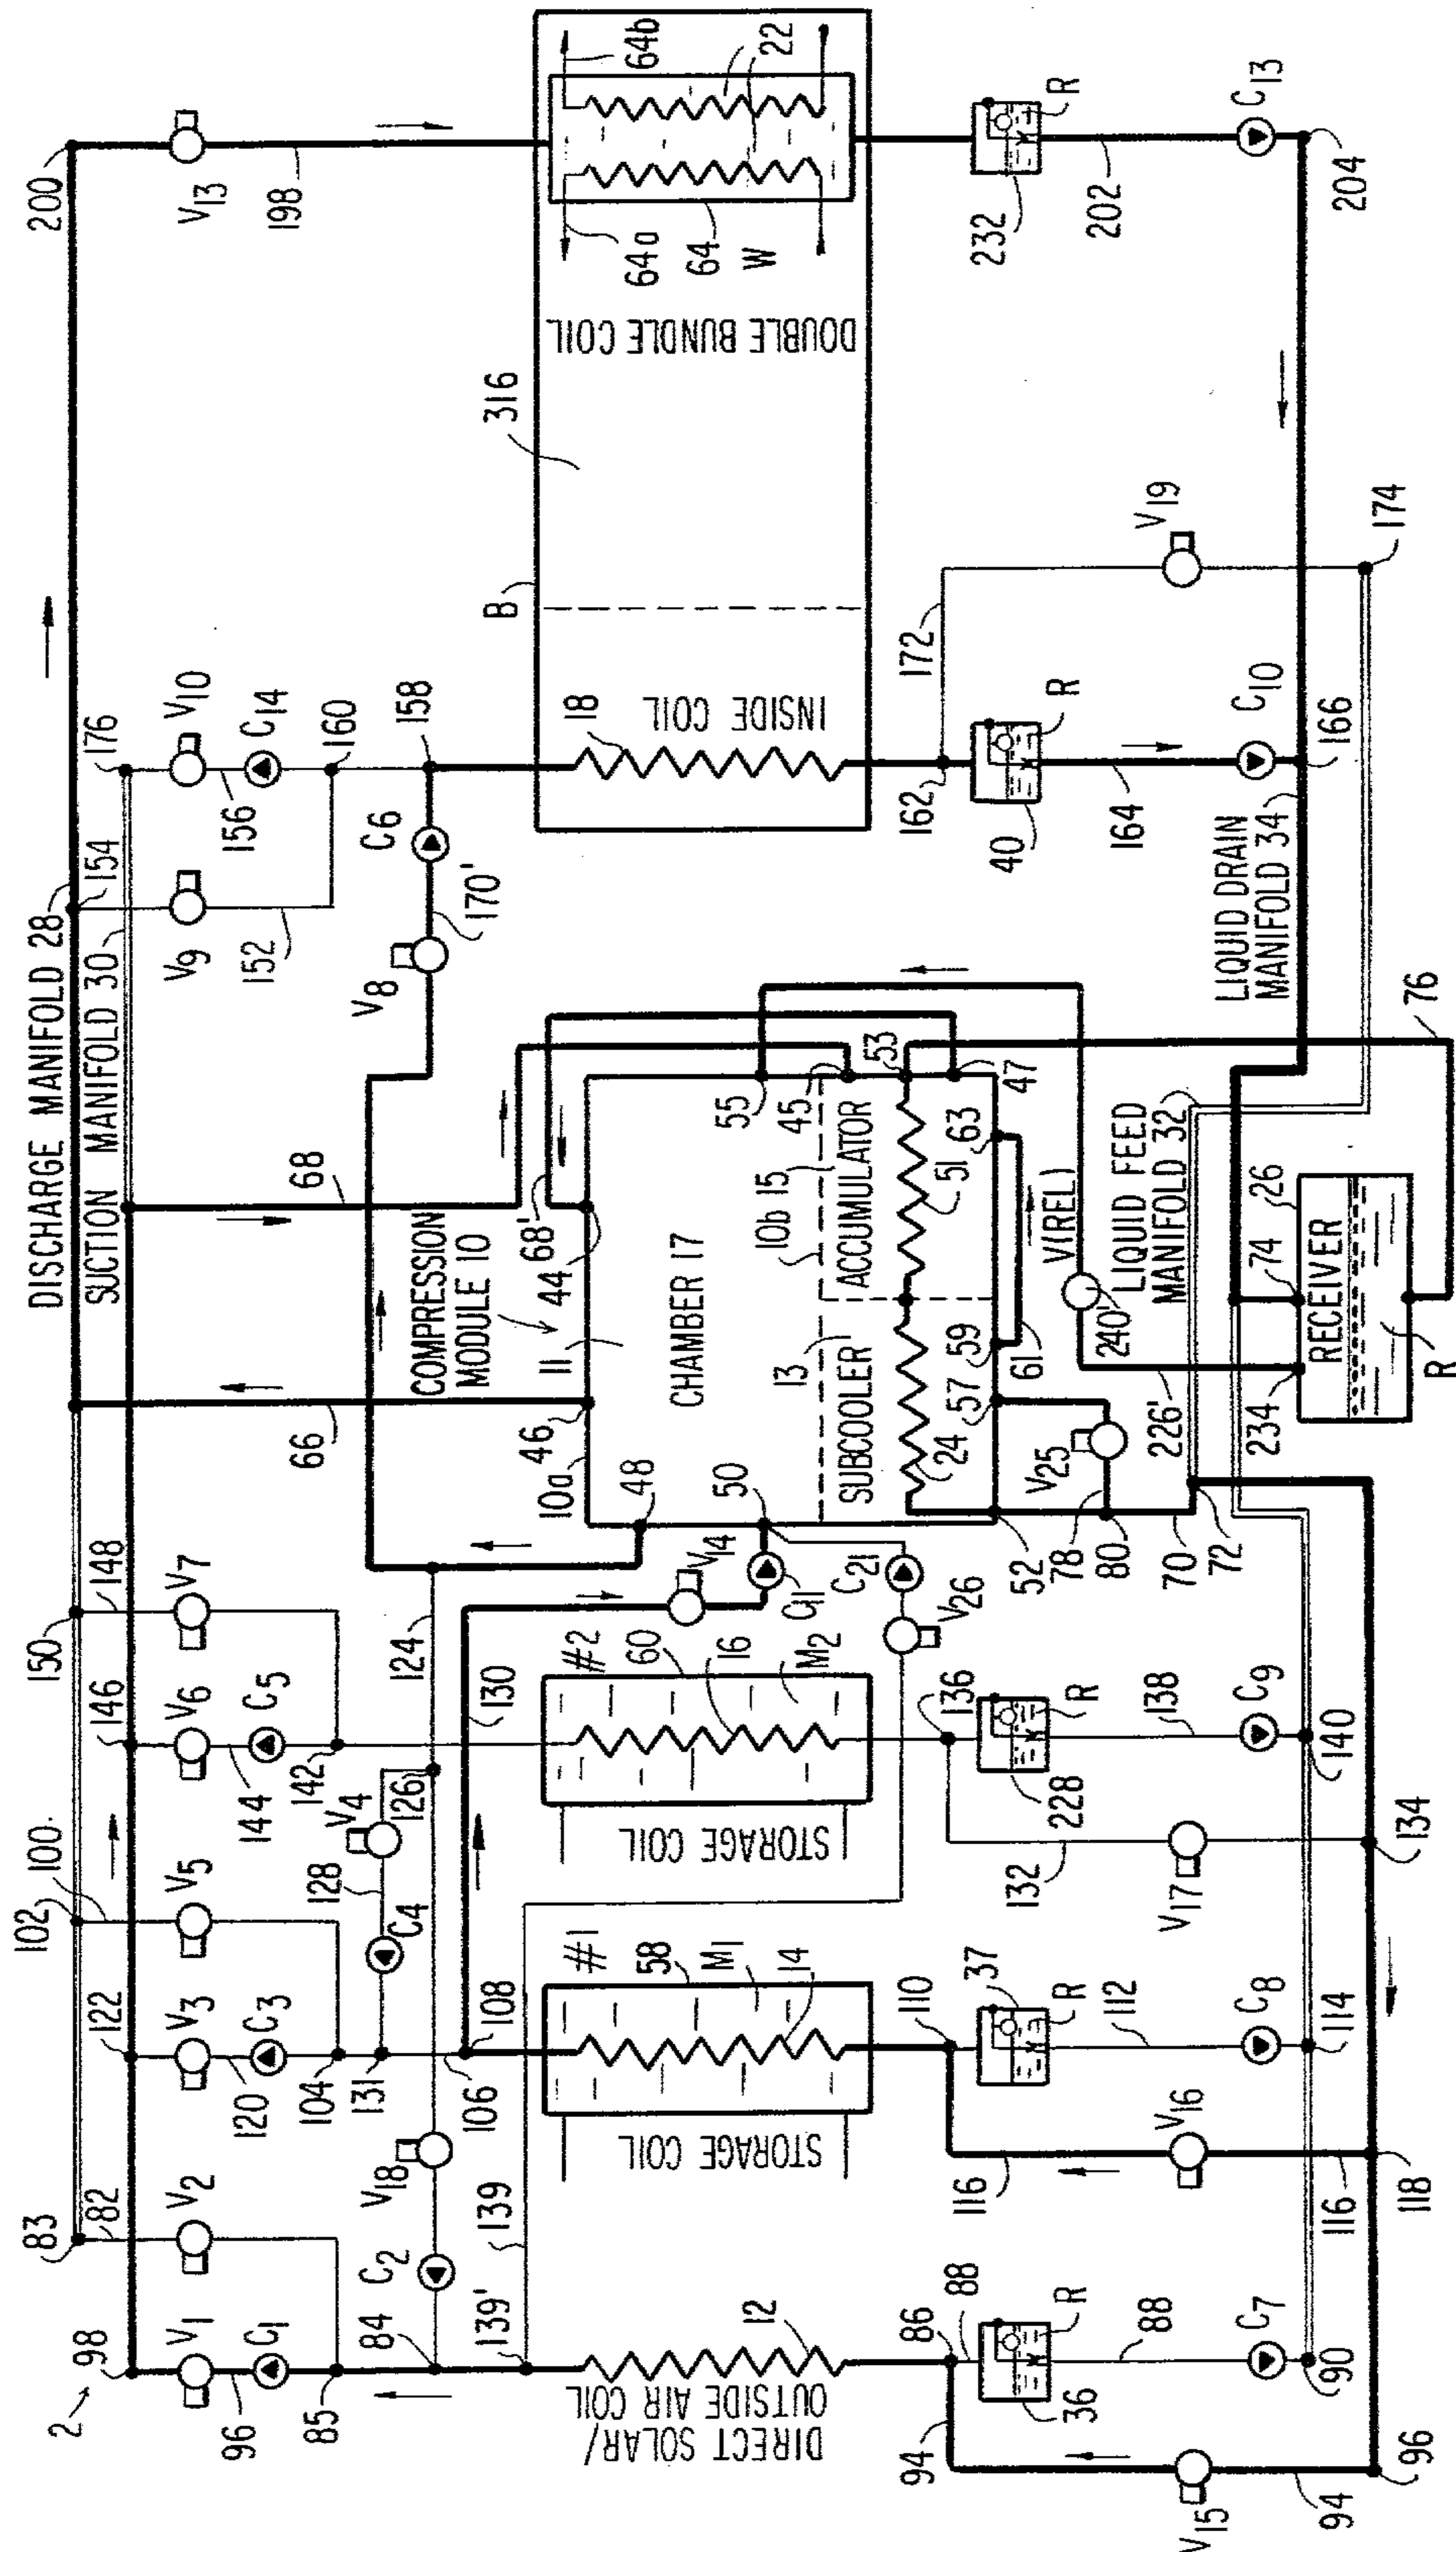 DISCHARGE MANIFOLD 28
SUCTION MANIFOLD 30
2
98
83
82
V1
V2
C1
96
85
122
102
100
V3
V5
120
C3
104
131
106
108
146
150
148
V6
V7
144
C5
142
V4
126
128
C4
124
V18
C2
84
130
139'
139
DIRECT SOLAR/
OUTSIDE AIR COIL
12
STORAGE COIL
#1
58
M1
14
STORAGE COIL
#2
60
16
M2
V14
C11
C21
V26
86
88
R
36
88
C7
90
94
V15
94
96
110
37
R
112
C8
114
116
V16
116
118
136
228
R
138
C9
140
132
V17
134
66
68
COMPRESSION
MODULE 10
68'
11
44
46
10a
48
50
CHAMBER 17
SUBCOOLER
13
ACCUMULATOR
10b
15
24
51
55
45
53
47
52
57
59
61
63
V(REL)
240'
V25
78
80
70
72
226'
234
LIQUID FEED
MANIFOLD 32
RECEIVER
74
26
R
76
LIQUID DRAIN
MANIFOLD 34
154
176
V9
V10
152
156
C14
160
158
V8
170'
C6
B
316
18
INSIDE COIL
DOUBLE BUNDLE COIL
64a
64b
64
W
22
200
V13
198
162
40
R
164
C10
166
172
V19
174
232
R
202
C13
204